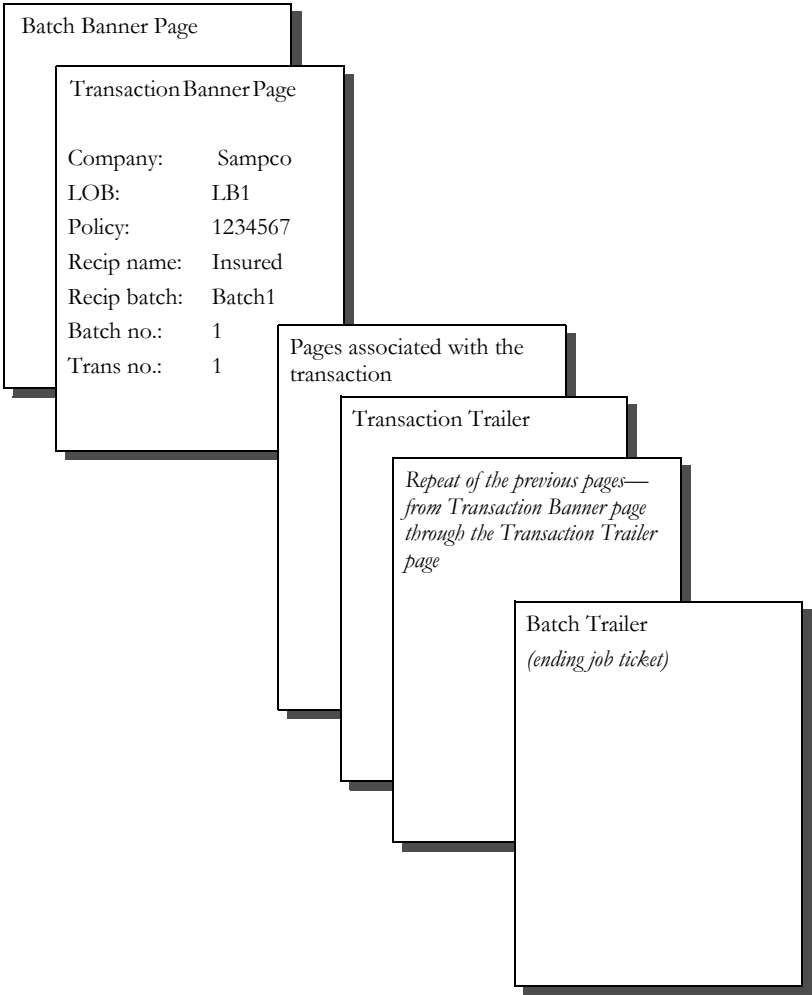 Batch Banner Page
Transaction Banner Page
Company: Sampco
LOB: LB1
Policy: 1234567
Recip name: Insured
Recip batch: Batch1
Batch no.: 1
Trans no.: 1
Pages associated with the
transaction
Transaction Trailer
Repeat of the previous pages—
from Transaction Banner page
through the Transaction Trailer
page
Batch Trailer
(ending job ticket)